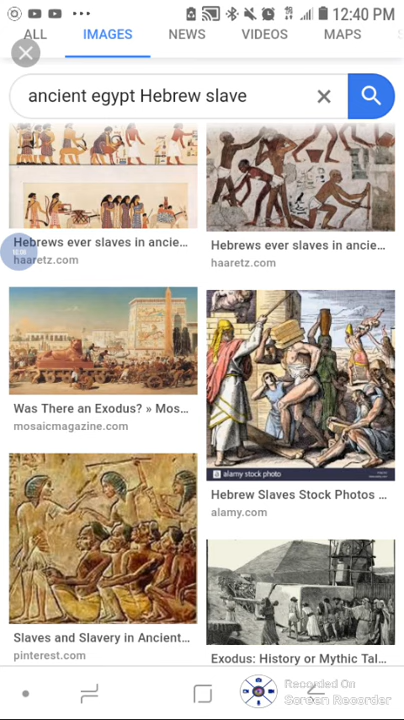 12:40 PM
ALL IMAGES NEWS VIDEOS MAPS
ancient egypt Hebrew slave
Hebrews ever slaves in ancie...
haaretz.com
Hebrews ever slaves in ancie...
haaretz.com
Was There an Exodus? » Mos...
mosaicmagazine.com
alamy stock photo
Hebrew Slaves Stock Photos ...
alamy.com
Slaves and Slavery in Ancient...
pinterest.com
Exodus: History or Mythic Tal...
Recorded On
Screen Recorder